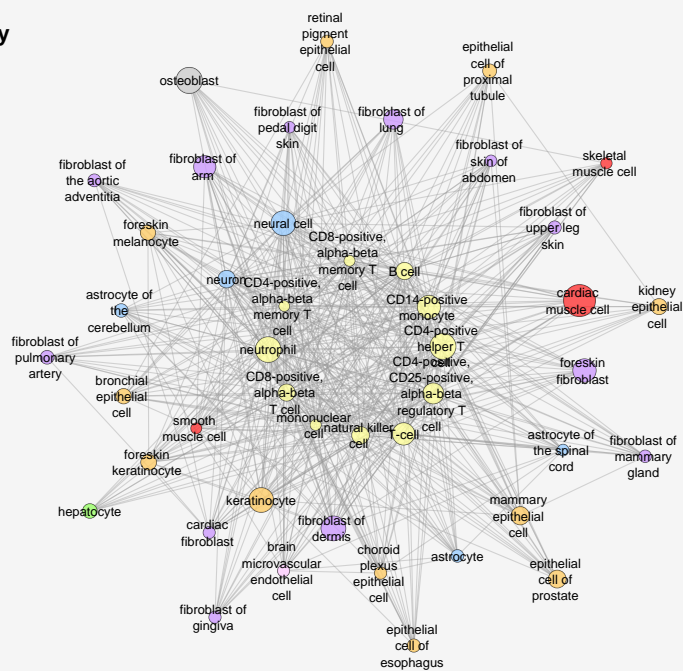 y
retinal
pigment
epithelial
cell
epithelial
cell of
proximal
tubule
osteoblast
fibroblast of
pedal digit
skin
fibroblast of
lung
fibroblast of
skin of
abdomen
skeletal
muscle cell
fibroblast of
arm
fibroblast of
the aortic
adventitia
fibroblast of
upper leg
skin
foreskin
melanocyte
neural cell
CD8-positive,
alpha-beta
memory T
cell
B cell
neuron
CD4-positive,
alpha-beta
memory T
cell
CD14-positive
monocyte
cardiac
muscle cell
kidney
epithelial
cell
astrocyte of
the
cerebellum
CD4-positive
helper T
cell
neutrophil
fibroblast of
pulmonary
artery
CD4-positive,
CD25-positive,
alpha-beta
regulatory T
cell
foreskin
fibroblast
bronchial
epithelial
cell
CD8-positive,
alpha-beta
T cell
mononuclear
cell
natural killer
cell
T-cell
smooth
muscle cell
astrocyte of
the spinal
cord
fibroblast of
mammary
gland
foreskin
keratinocyte
keratinocyte
mammary
epithelial
cell
hepatocyte
cardiac
fibroblast
fibroblast of
dermis
brain
microvascular
endothelial
cell
choroid
plexus
epithelial
cell
astrocyte
epithelial
cell of
prostate
fibroblast of
gingiva
epithelial
cell of
esophagus